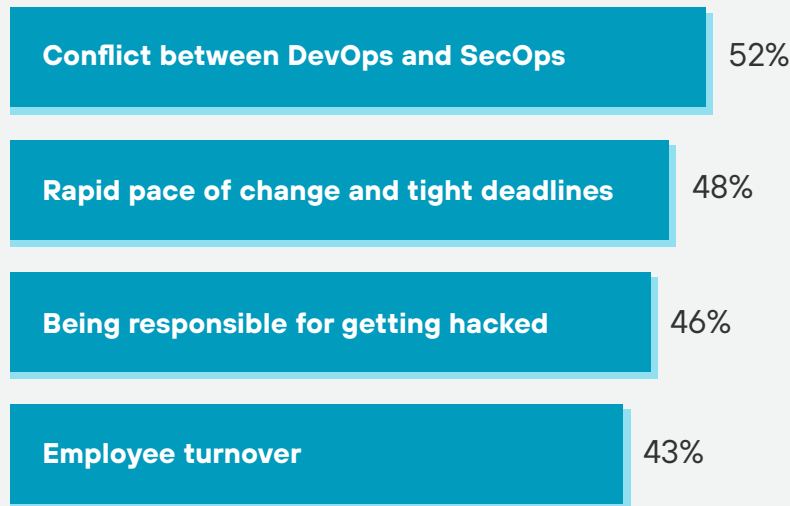 Conflict between DevOps and SecOps 52%
Rapid pace of change and tight deadlines 48%
Being responsible for getting hacked 46%
Employee turnover 43%